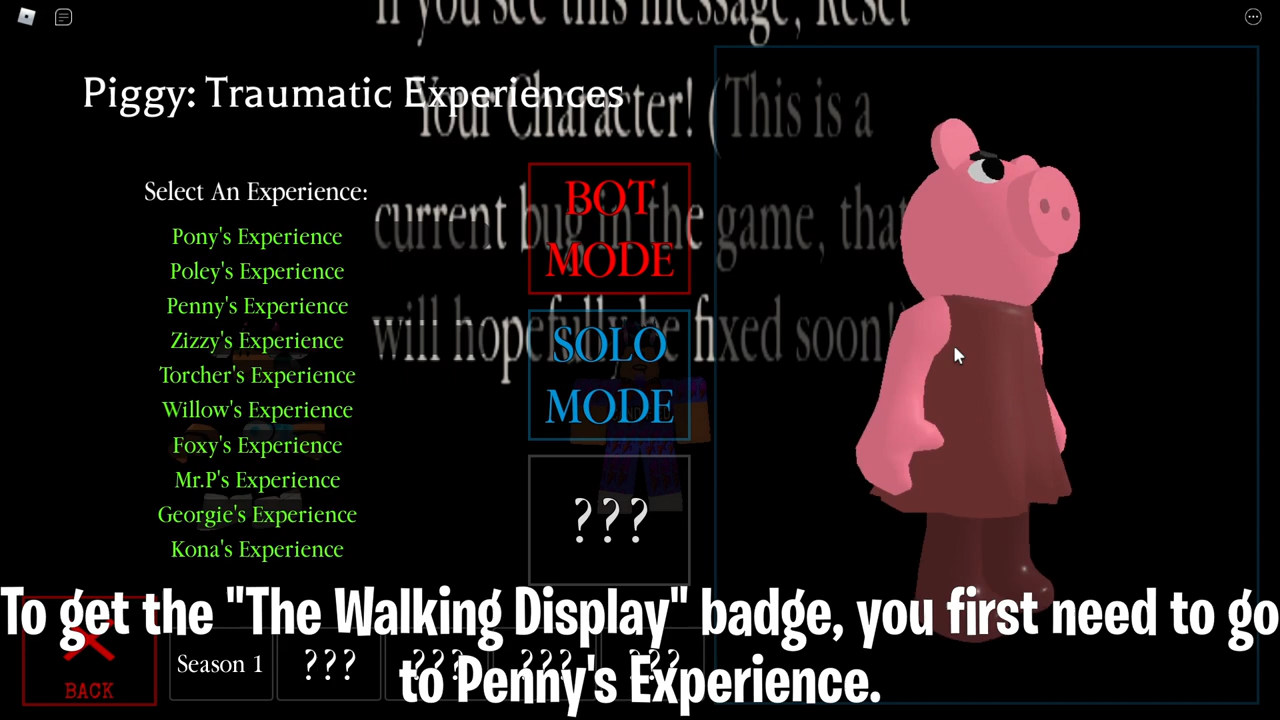 If you see this message, Reset
Your Character! (This is a
current bug in the game, that
will hopefully be fixed soon!)
Piggy: Traumatic Experiences
Select An Experience:
Pony's Experience
Poley's Experience
Penny's Experience
Zizzy's Experience
Torcher's Experience
Willow's Experience
Foxy's Experience
Mr.P's Experience
Georgie's Experience
Kona's Experience
BOT
MODE
SOLO
MODE
???
BACK
Season 1
???
???
???
???
To get the "The Walking Display" badge, you first need to go
to Penny's Experience.